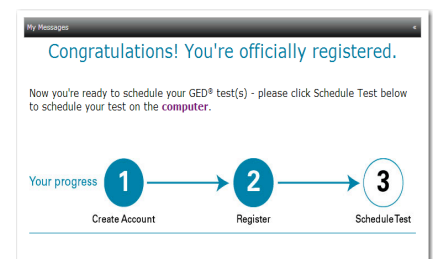 My Messages «
Congratulations! You're officially registered.
Now you're ready to schedule your GED® test(s) - please click Schedule Test below
to schedule your test on the computer.
Your progress 1 2 3
Create Account Register Schedule Test